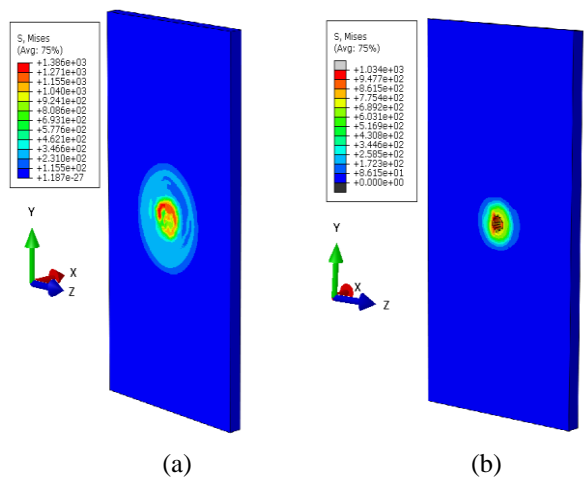 S, Mises
(Avg: 75%)
+1.386e+03
+1.271e+03
+1.155e+03
+1.040e+03
+9.241e+02
+8.086e+02
+6.931e+02
+5.776e+02
+4.621e+02
+3.466e+02
+2.310e+02
+1.155e+02
+1.187e-27
Y
X
Z
(a)
S, Mises
(Avg: 75%)
+1.034e+03
+9.477e+02
+8.615e+02
+7.754e+02
+6.892e+02
+6.031e+02
+5.169e+02
+4.308e+02
+3.446e+02
+2.585e+02
+1.723e+02
+8.615e+01
+0.000e+00
Y
X
Z
(b)